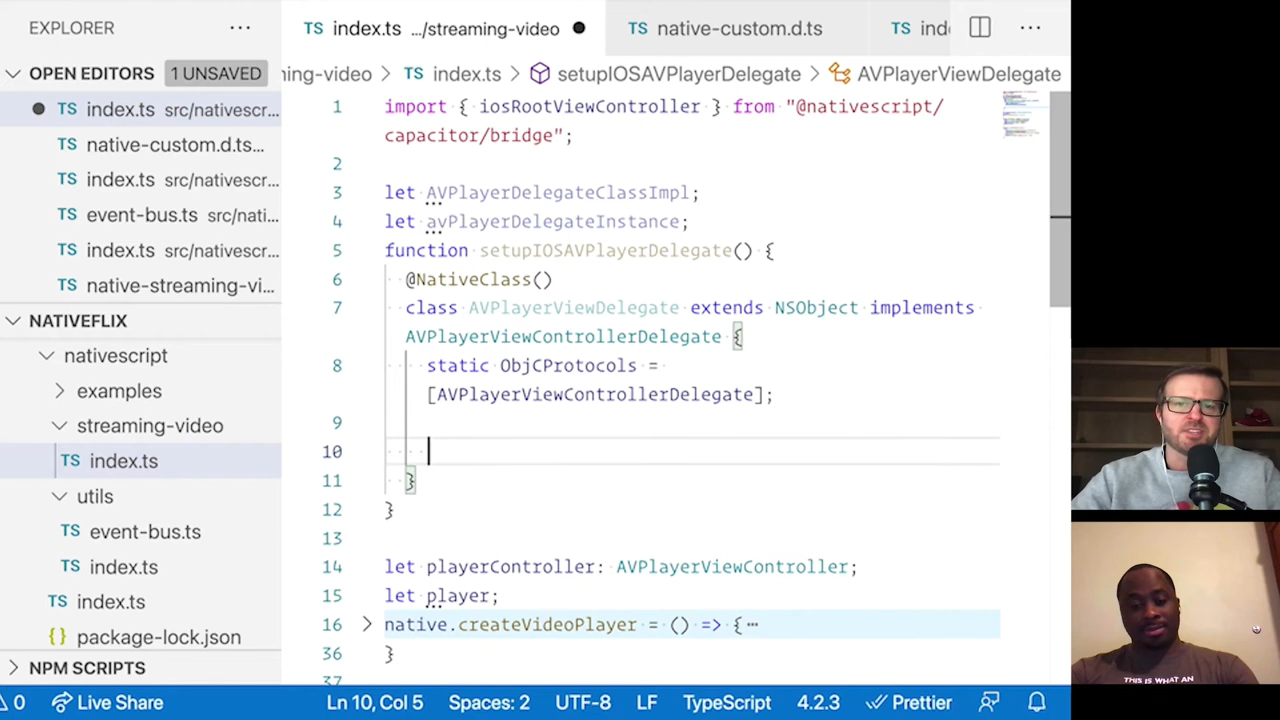 EXPLORER ···
OPEN EDITORS 1 UNSAVED
TS index.ts src/nativescr...
TS native-custom.d.ts...
TS index.ts src/nativescr...
TS event-bus.ts src/nati...
TS index.ts src/nativescr...
TS native-streaming-vi...
NATIVEFLIX
nativescript
examples
streaming-video
TS index.ts
utils
TS event-bus.ts
TS index.ts
TS index.ts
{} package-lock.json
NPM SCRIPTS
TS index.ts .../streaming-video ●
TS native-custom.d.ts
TS inde
···
ming-video > TS index.ts > setupIOSAVPlayerDelegate > AVPlayerViewDelegate
1 import { iosRootViewController } from "@nativescript/
capacitor/bridge";
2
3 let AVPlayerDelegateClassImpl;
4 let avPlayerDelegateInstance;
5 function setupIOSAVPlayerDelegate() {
6 @NativeClass()
7 class AVPlayerViewDelegate extends NSObject implements
AVPlayerViewControllerDelegate {
8 static ObjCProtocols =
[AVPlayerViewControllerDelegate];
9
10
11 }
12 }
13
14 let playerController: AVPlayerViewController;
15 let player;
16 native.createVideoPlayer = () => {···
36 }
37
THIS IS WHAT AN
0 Live Share Ln 10, Col 5 Spaces: 2 UTF-8 LF TypeScript 4.2.3 Prettier